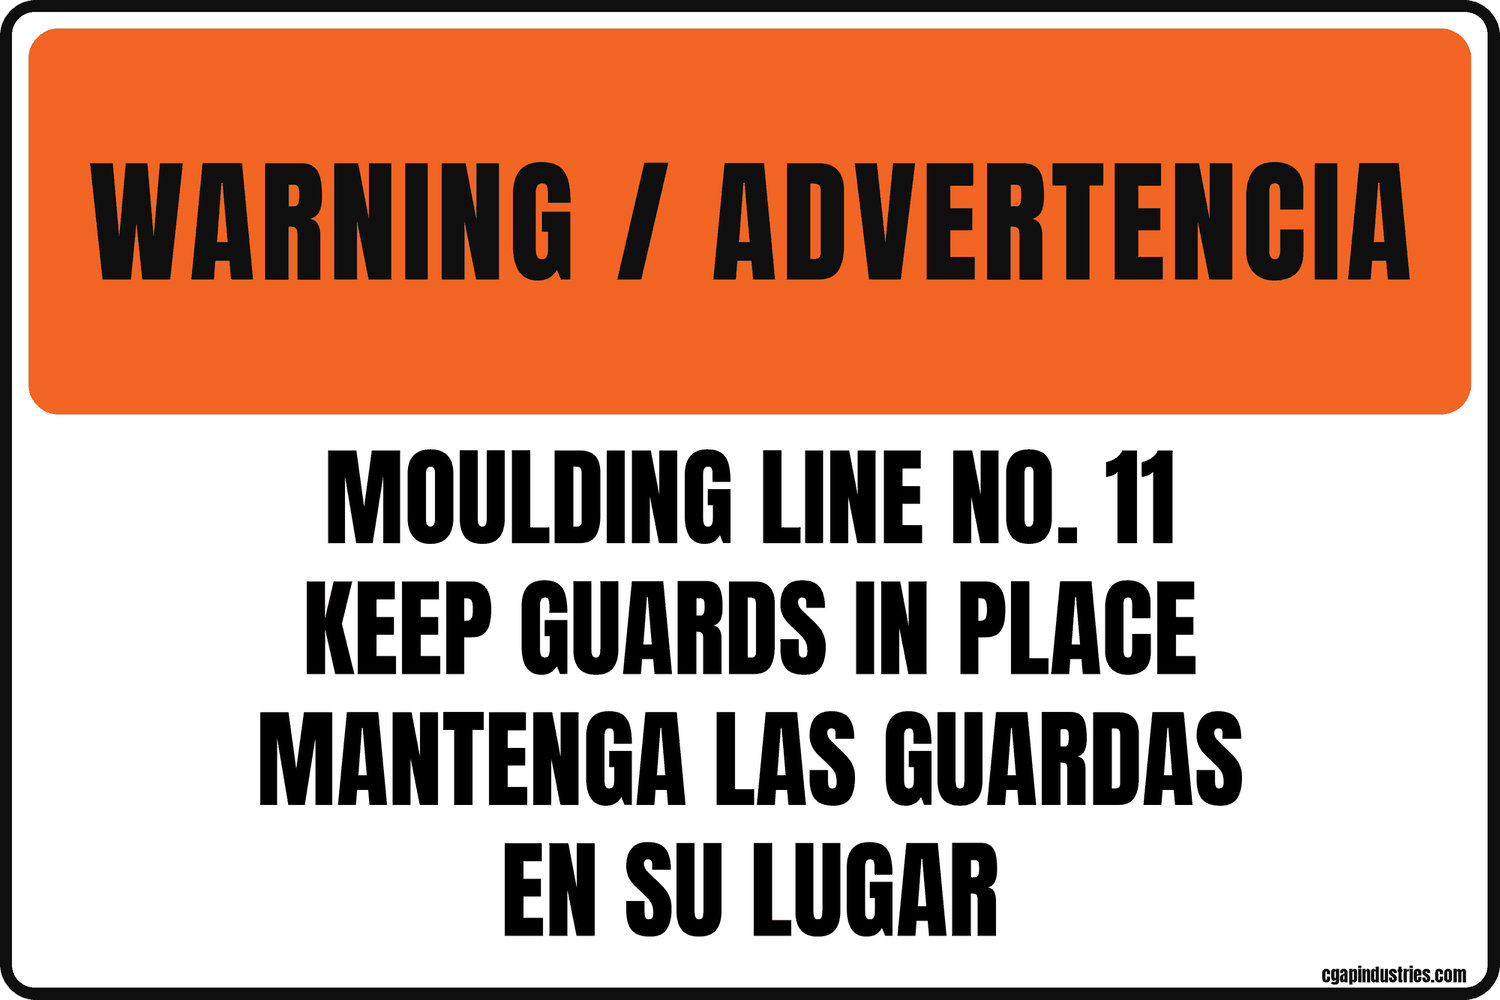 WARNING / ADVERTENCIA
MOULDING LINE NO. 11
KEEP GUARDS IN PLACE
MANTENGA LAS GUARDAS
EN SU LUGAR
cgapindustries.com